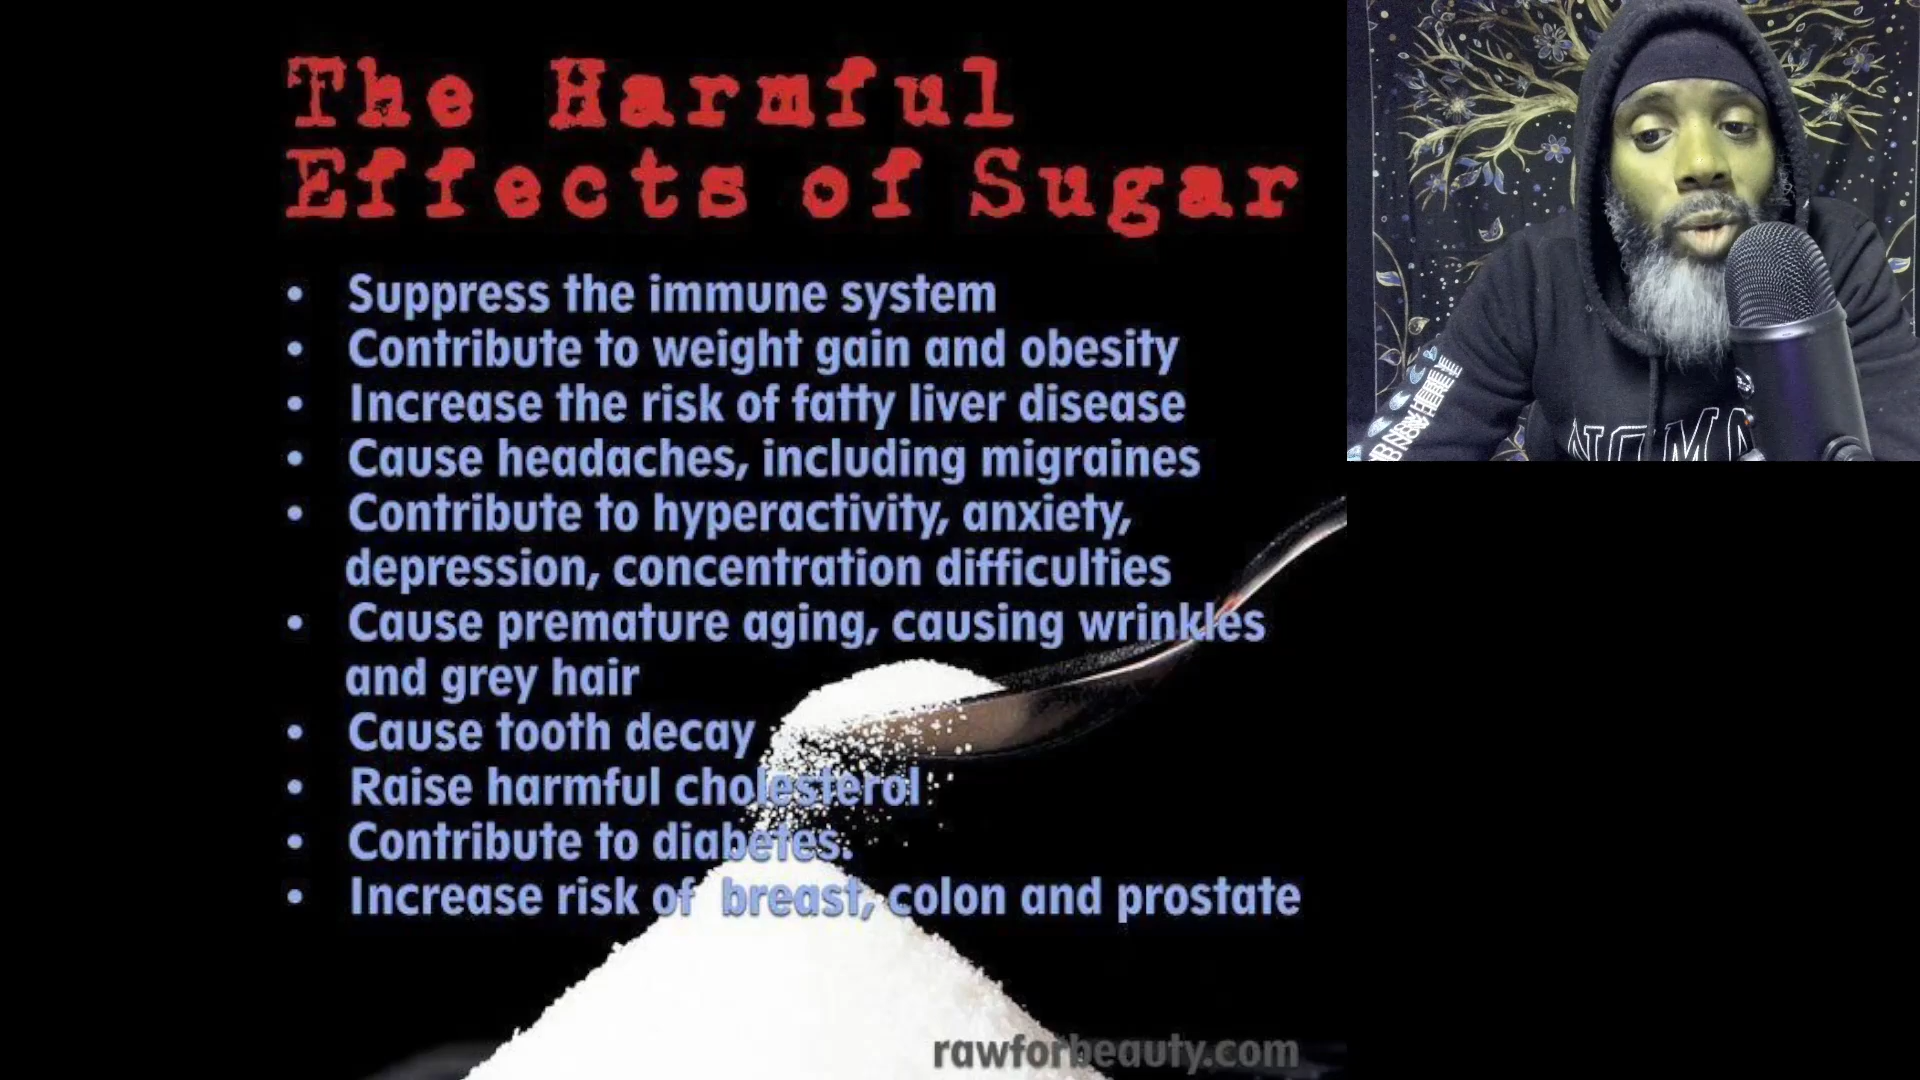 The Harmful
Effects of Sugar
• Suppress the immune system
• Contribute to weight gain and obesity
• Increase the risk of fatty liver disease
• Cause headaches, including migraines
• Contribute to hyperactivity, anxiety,
depression, concentration difficulties
• Cause premature aging, causing wrinkles
and grey hair
• Cause tooth decay
• Raise harmful cholesterol
• Contribute to diabetes.
• Increase risk of breast, colon and prostate
rawforbeauty.com